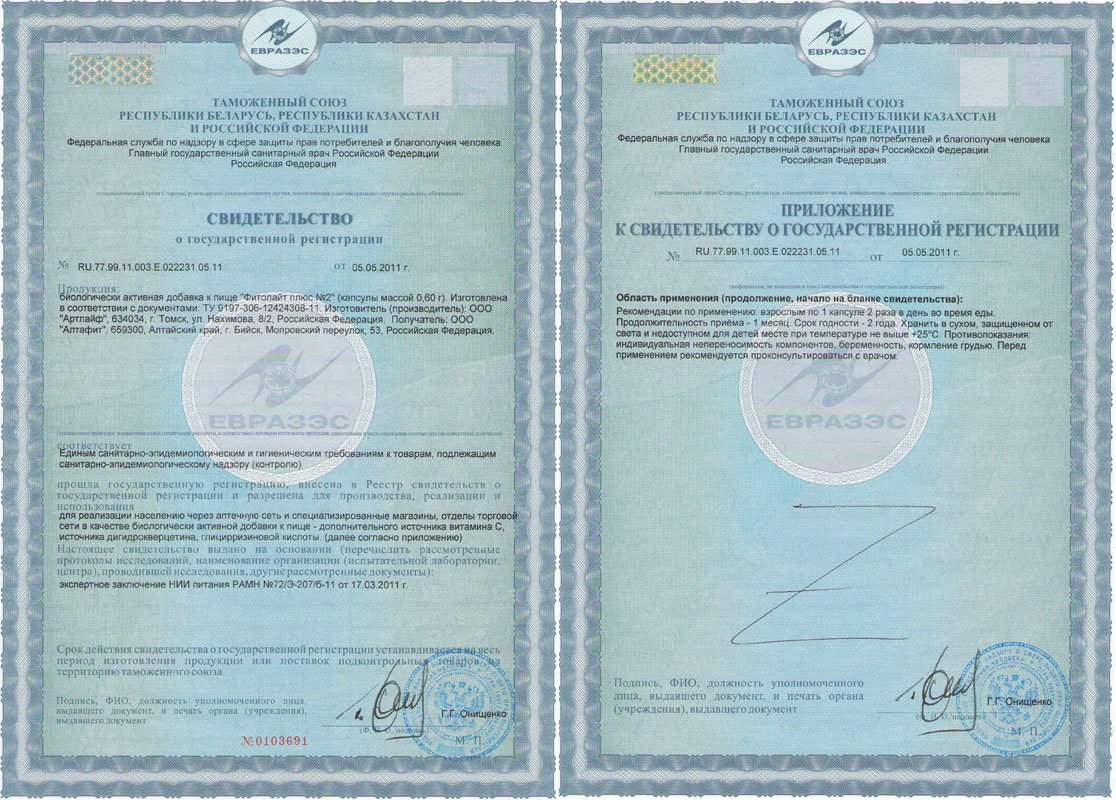 ЕВРАЗЭС
ТАМОЖЕННЫЙ СОЮЗ
РЕСПУБЛИКИ БЕЛАРУСЬ, РЕСПУБЛИКИ КАЗАХСТАН
И РОССИЙСКОЙ ФЕДЕРАЦИИ
Федеральная служба по надзору в сфере защиты прав потребителей и благополучия человека
Главный государственный санитарный врач Российской Федерации
Российская Федерация
(уполномоченный орган Стороны, руководитель уполномоченного органа, наименование административно-территориального образования)
СВИДЕТЕЛЬСТВО
о государственной регистрации
№ RU.77.99.11.003.Е.022231.05.11 от 05.05.2011 г.
Продукция:
биологически активная добавка к пище "Фитолайт плюс №2" (капсулы массой 0,60 г). Изготовлена
в соответствии с документами: ТУ 9197-306-12424308-11. Изготовитель (производитель): ООО
"Артлайф", 634034, г. Томск, ул. Нахимова, 8/2, Российская Федерация. Получатель: ООО
"Алтафит", 659300, Алтайский край, г. Бийск, Мопровский переулок, 53, Российская Федерация.
ЕВРАЗЭС
соответствует
Единым санитарно-эпидемиологическим и гигиеническим требованиям к товарам, подлежащим
санитарно-эпидемиологическому надзору (контролю)
прошла государственную регистрацию, внесена в Реестр свидетельств о
государственной регистрации и разрешена для производства, реализации и
использования
для реализации населению через аптечную сеть и специализированные магазины, отделы торговой
сети в качестве биологически активной добавки к пище - дополнительного источника витамина С,
источника дигидрокверцетина, глицирризиновой кислоты. (далее согласно приложению)
Настоящее свидетельство выдано на основании (перечислить рассмотренные
протоколы исследований, наименование организации (испытательной лаборатории,
центра), проводившей исследования, другие рассмотренные документы):
экспертное заключение НИИ питания РАМН №72/Э-207/б-11 от 17.03.2011 г.
Срок действия свидетельства о государственной регистрации устанавливается на весь
период изготовления продукции или поставок подконтрольных товаров на
территорию таможенного союза
Подпись, ФИО, должность уполномоченного лица,
выдавшего документ, и печать органа (учреждения),
выдавшего документ
Г.Г. Онищенко
(Ф. И. О./подпись)
М. П.
№0103691
ЕВРАЗЭС
ТАМОЖЕННЫЙ СОЮЗ
РЕСПУБЛИКИ БЕЛАРУСЬ, РЕСПУБЛИКИ КАЗАХСТАН
И РОССИЙСКОЙ ФЕДЕРАЦИИ
Федеральная служба по надзору в сфере защиты прав потребителей и благополучия человека
Главный государственный санитарный врач Российской Федерации
Российская Федерация
(уполномоченный орган Стороны, руководитель уполномоченного органа, наименование административно-территориального образования)
ПРИЛОЖЕНИЕ
К СВИДЕТЕЛЬСТВУ О ГОСУДАРСТВЕННОЙ РЕГИСТРАЦИИ
№ RU.77.99.11.003.Е.022231.05.11 от 05.05.2011 г.
Область применения (продолжение, начало на бланке свидетельства):
Рекомендации по применению: взрослым по 1 капсуле 2 раза в день во время еды.
Продолжительность приёма - 1 месяц. Срок годности - 2 года. Хранить в сухом, защищенном от
света и недоступном для детей месте при температуре не выше +25°С. Противопоказания:
индивидуальная непереносимость компонентов, беременность, кормление грудью. Перед
применением рекомендуется проконсультироваться с врачом.
ЕВРАЗЭС
Подпись, ФИО, должность уполномоченного
лица, выдавшего документ, и печать органа
(учреждения), выдавшего документ
Г.Г. Онищенко
(Ф. И. О./подпись)
М. П.